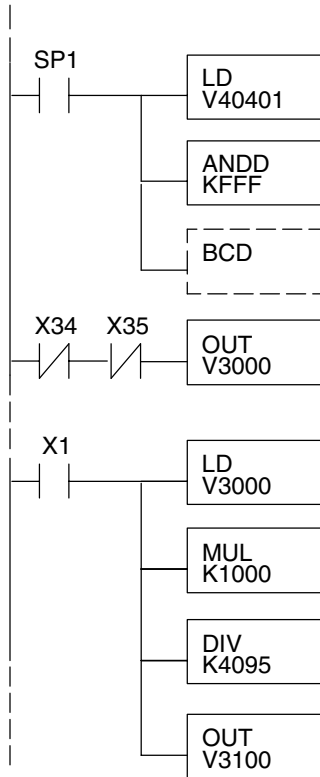 SP1
LD
V40401
ANDD
KFFF
BCD
X34 X35
OUT
V3000
X1
LD
V3000
MUL
K1000
DIV
K4095
OUT
V3100